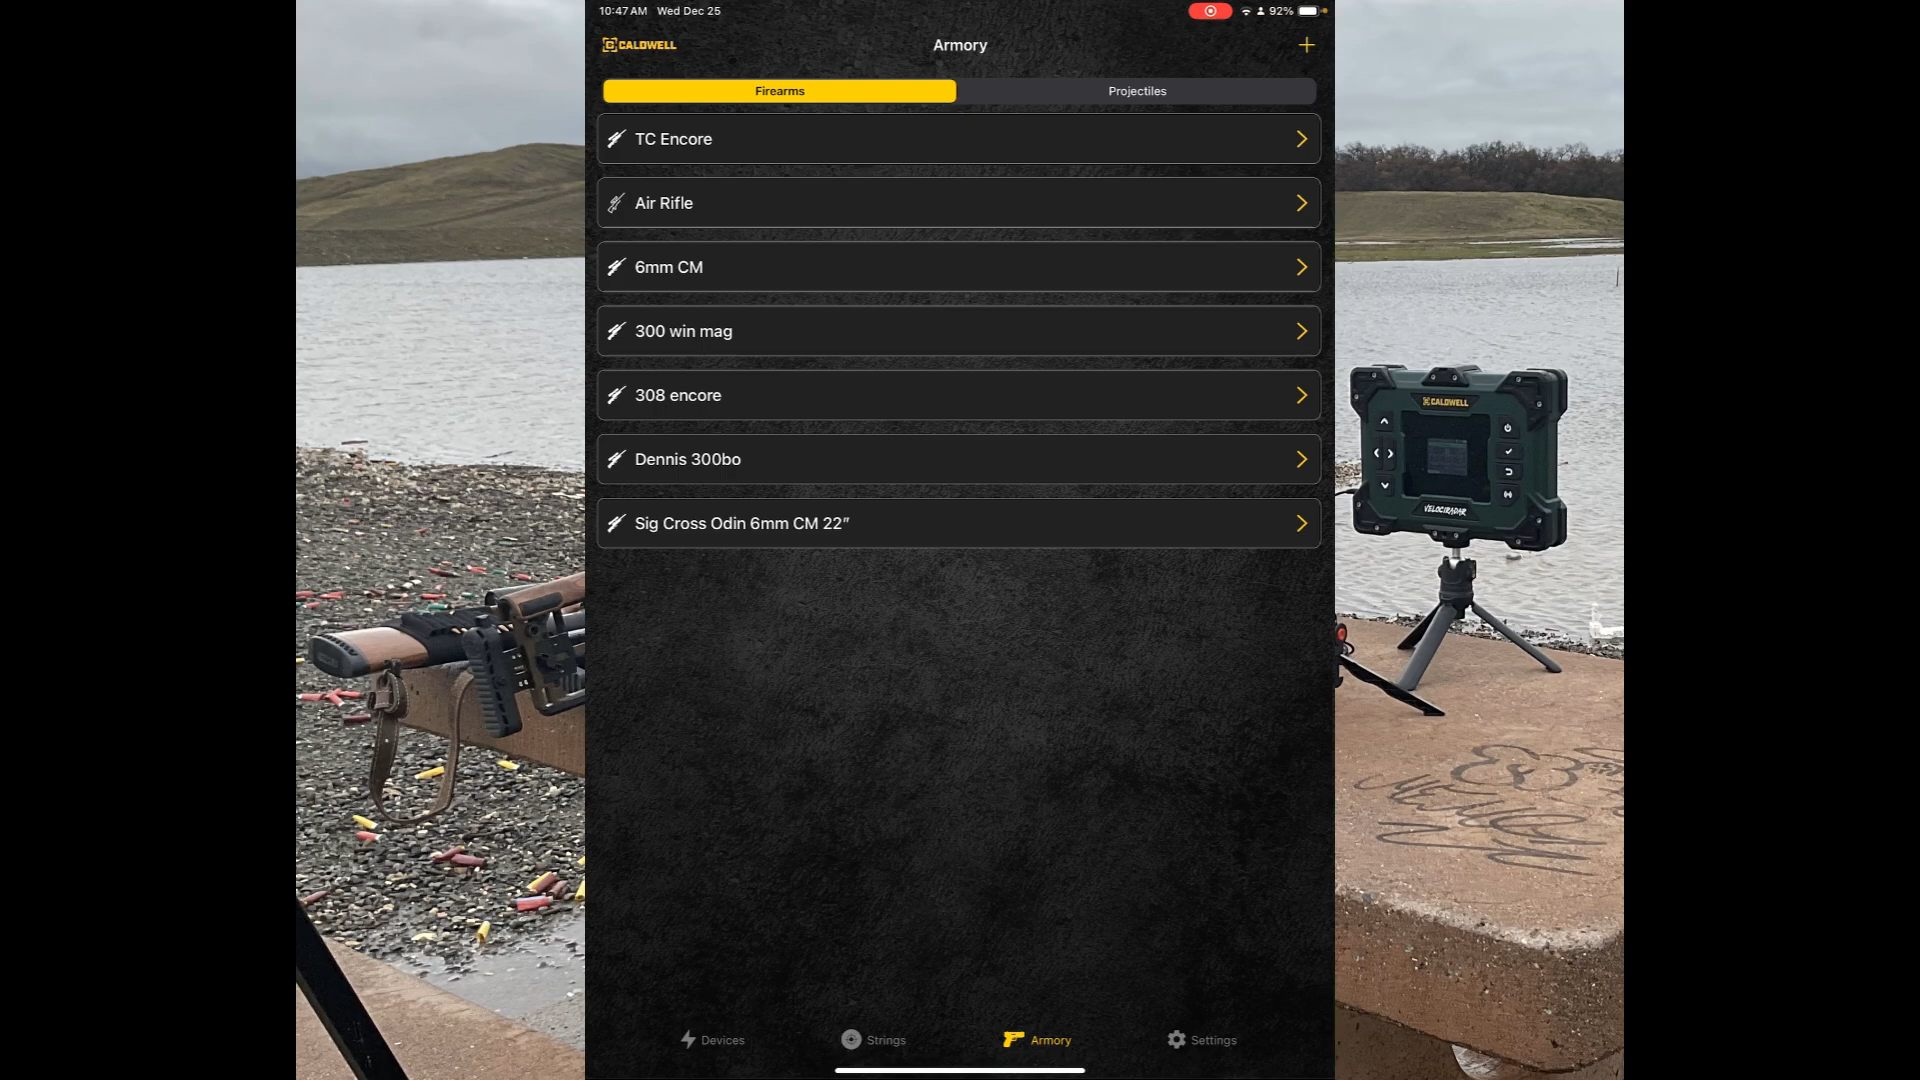 10:47 AM Wed Dec 25
92%
CALDWELL
Armory
Firearms
Projectiles
TC Encore
Air Rifle
6mm CM
300 win mag
308 encore
Dennis 300bo
Sig Cross Odin 6mm CM 22”
CALDWELL
VELOCIRADAR
Devices
Strings
Armory
Settings